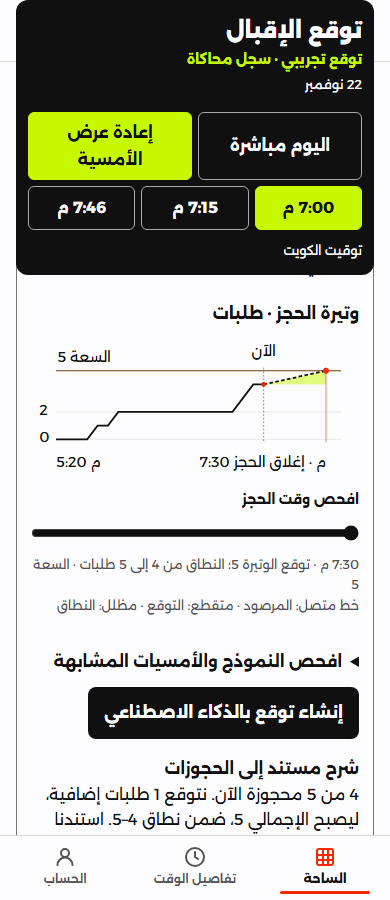 توقع الإقبال
توقع تجريبي · سجل محاكاة
22 نوفمبر
اليوم مباشرة
إعادة عرض
الأمسية
7:00 م
7:15 م
7:46 م
توقيت الكويت
وتيرة الحجز · طلبات
الآن
السعة 5
2
0
5:20 م
م · إغلاق الحجز 7:30
افحص وقت الحجز
7:30 م · توقع الوتيرة 5؛ النطاق من 4 إلى 5 طلبات · السعة
5
خط متصل: المرصود · متقطع: التوقع · مظلل: النطاق
افحص النموذج والأمسيات المشابهة
إنشاء توقع بالذكاء الاصطناعي
شرح مستند إلى الحجوزات
4 من 5 محجوزة الآن. نتوقع 1 طلبات إضافية،
ليصبح الإجمالي 5، ضمن نطاق 4–5. استندنا
الساحة
تفاصيل الوقت
الحساب